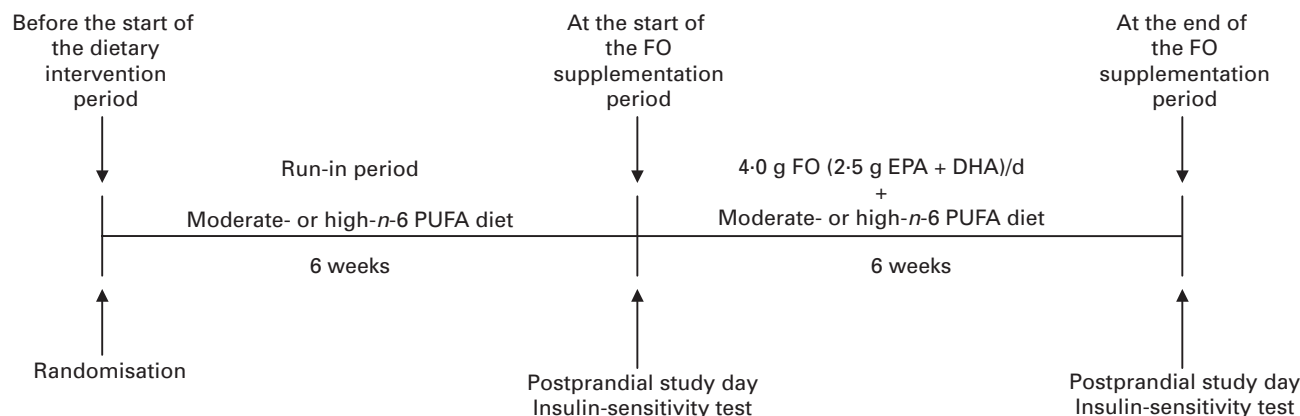 Before the start of
the dietary
intervention
period
At the start of
the FO
supplementation
period
At the end of
the FO
supplementation
period
Run-in period
Moderate- or high-n-6 PUFA diet
6 weeks
4·0 g FO (2·5 g EPA + DHA)/d
+
Moderate- or high-n-6 PUFA diet
6 weeks
Randomisation
Postprandial study day
Insulin-sensitivity test
Postprandial study day
Insulin-sensitivity test